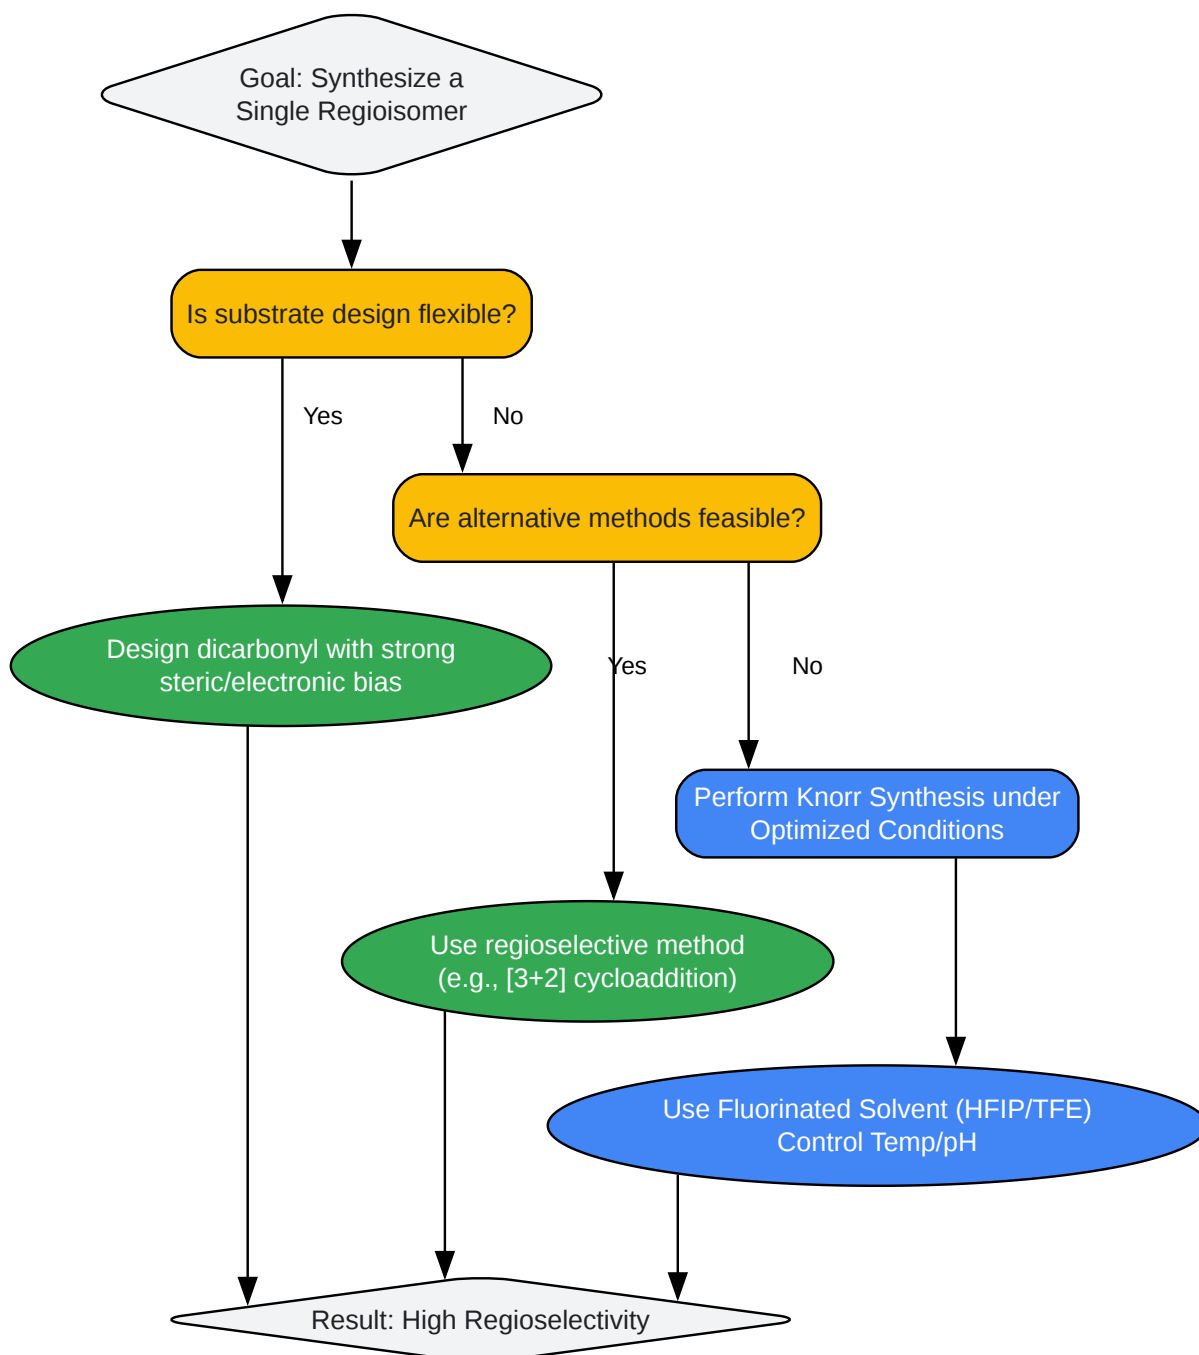 Goal: Synthesize a
Single Regioisomer
Is substrate design flexible?
Yes
No
Are alternative methods feasible?
Design dicarbonyl with strong
steric/electronic bias
Yes
No
Perform Knorr Synthesis under
Optimized Conditions
Use regioselective method
(e.g., [3+2] cycloaddition)
Use Fluorinated Solvent (HFIP/TFE)
Control Temp/pH
Result: High Regioselectivity